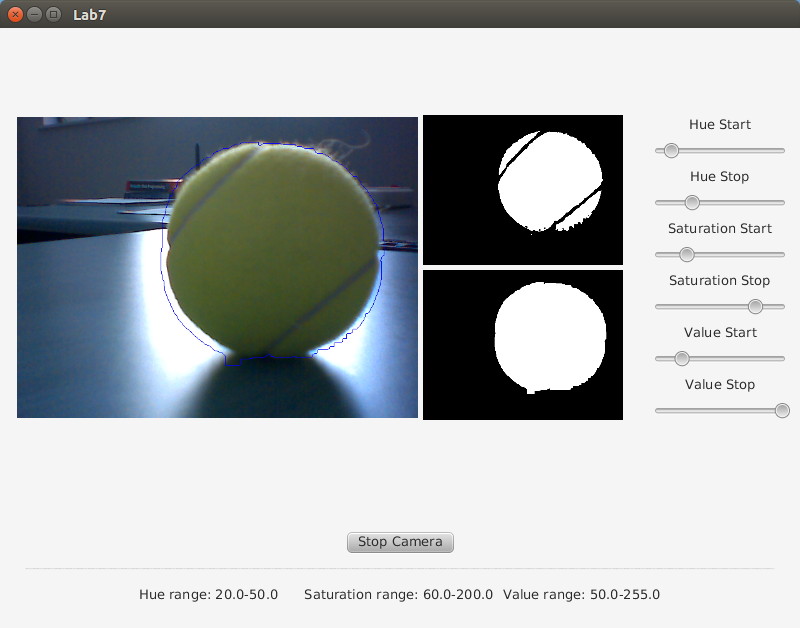 Lab7
Hue Start
Hue Stop
Saturation Start
Saturation Stop
Value Start
Value Stop
Stop Camera
Hue range: 20.0-50.0 Saturation range: 60.0-200.0 Value range: 50.0-255.0